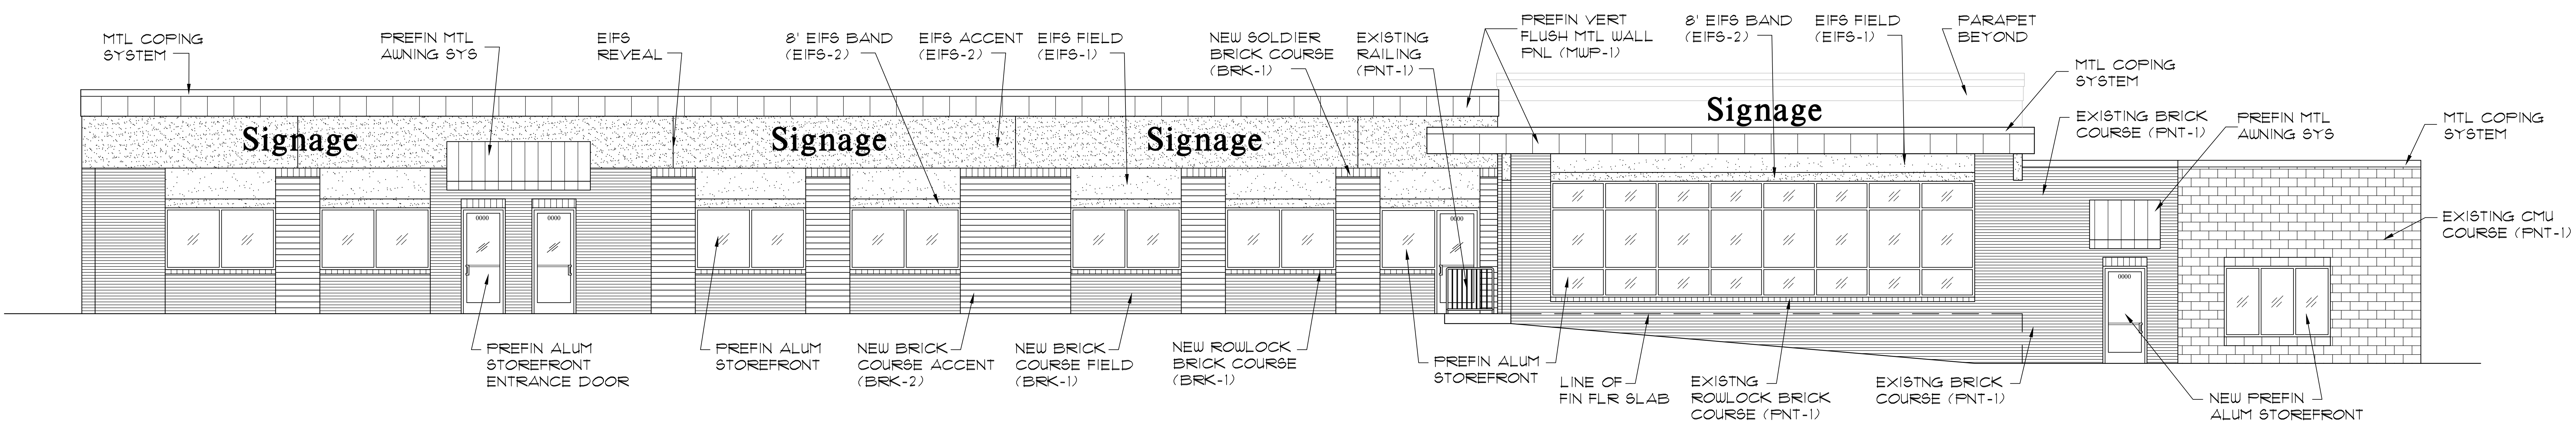 MTL COPING
SYSTEM
PREFIN MTL
AWNING SYS
EIFS
REVEAL
8' EIFS BAND
(EIFS-2)
EIFS ACCENT
(EIFS-2)
EIFS FIELD
(EIFS-1)
NEW SOLDIER
BRICK COURSE
(BRK-1)
EXISTING
RAILING
(PNT-1)
PREFIN VERT
FLUSH MTL WALL
PNL (MWP-1)
8' EIFS BAND
(EIFS-2)
EIFS FIELD
(EIFS-1)
PARAPET
BEYOND
MTL COPING
SYSTEM
EXISTING BRICK
COURSE (PNT-1)
PREFIN MTL
AWNING SYS
MTL COPING
SYSTEM
EXISTING CMU
COURSE (PNT-1)
Signage
Signage
Signage
Signage
0000
0000
0000
0000
PREFIN ALUM
STOREFRONT
ENTRANCE DOOR
PREFIN ALUM
STOREFRONT
NEW BRICK
COURSE ACCENT
(BRK-2)
NEW BRICK
COURSE FIELD
(BRK-1)
NEW ROWLOCK
BRICK COURSE
(BRK-1)
PREFIN ALUM
STOREFRONT
LINE OF
FIN FLR SLAB
EXISTNG
ROWLOCK BRICK
COURSE (PNT-1)
EXISTNG BRICK
COURSE (PNT-1)
NEW PREFIN
ALUM STOREFRONT